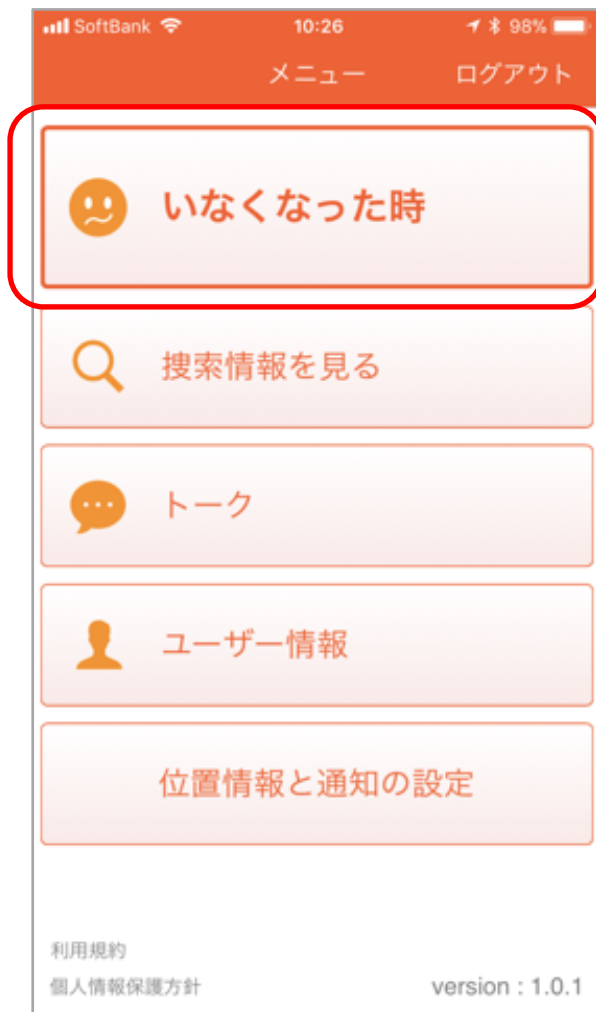 SoftBank 10:26 98%
メニュー ログアウト
いなくなった時
捜索情報を見る
トーク
ユーザー情報
位置情報と通知の設定
利用規約
個人情報保護方針 version : 1.0.1